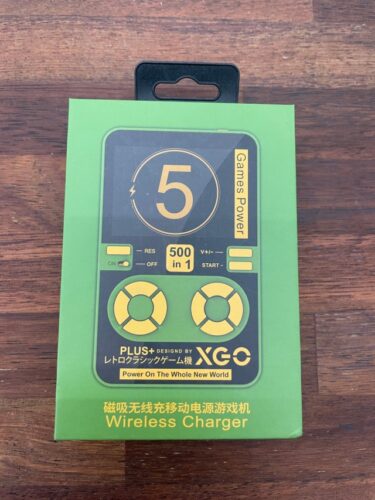 5
Games Power
RES
500
in 1
V+/-
ON
OFF
START
PLUS+ DESIGND BY
レトロクラシックゲーム機
XGO
Power On The Whole New World
磁吸无线充移动电源游戏机
Wireless Charger